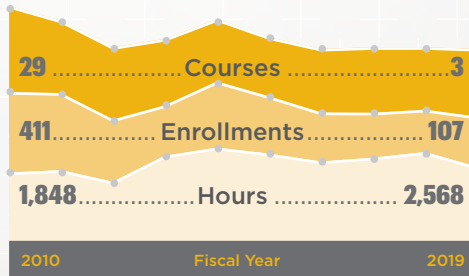 29 ................ Courses ................ 3
411 ................ Enrollments ................ 107
1,848 ................ Hours ................ 2,568
2010 Fiscal Year 2019